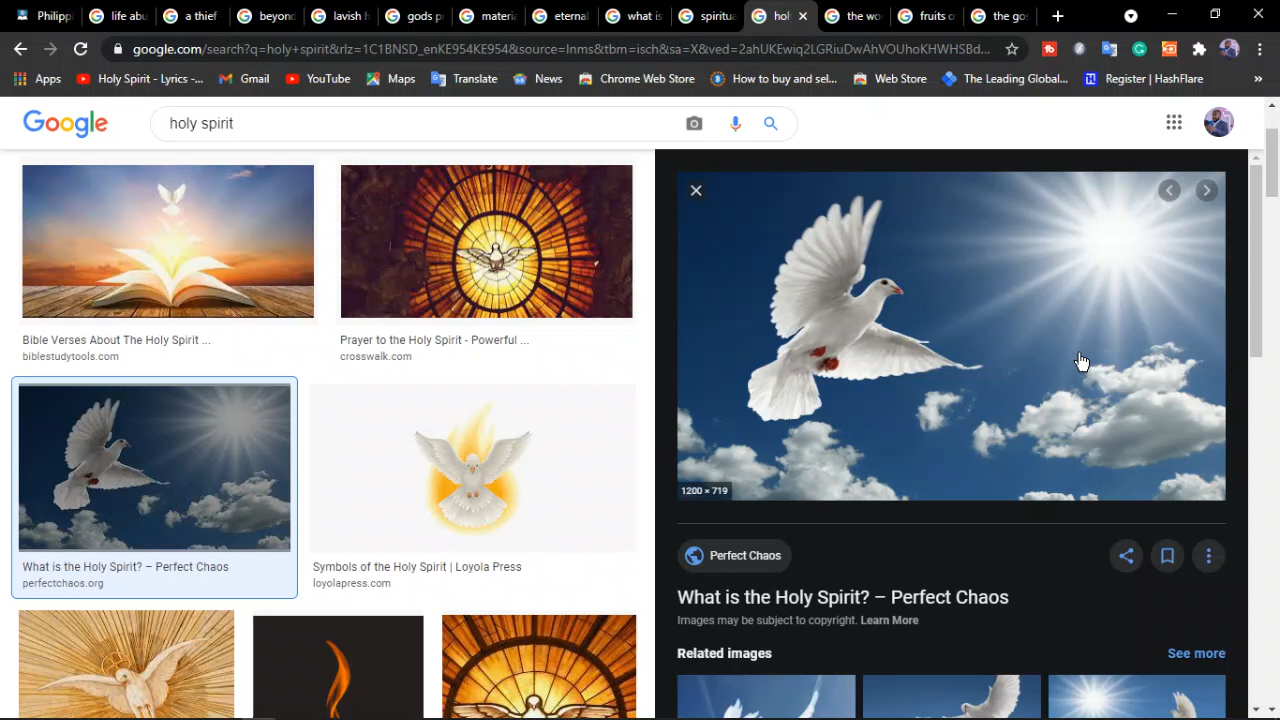 Philipp
life abu
a thief
beyond
lavish h
gods pr
materia
eternal
what is
spiritua
holy
the wo
fruits o
the gos
google.com/search?q=holy+spirit&rlz=1C1BNSD_enKE954KE954&source=lnms&tbm=isch&sa=X&ved=2ahUKEwiq2LGRiuDwAhVOUhoKHWHSBd...
Apps
Holy Spirit - Lyrics -...
Gmail
YouTube
Maps
Translate
News
Chrome Web Store
How to buy and sel...
Web Store
The Leading Global...
Register | HashFlare
»
Google
holy spirit
Bible Verses About The Holy Spirit ...
biblestudytools.com
Prayer to the Holy Spirit - Powerful ...
crosswalk.com
What is the Holy Spirit? – Perfect Chaos
perfectchaos.org
Symbols of the Holy Spirit | Loyola Press
loyolapress.com
1200 × 719
Perfect Chaos
What is the Holy Spirit? – Perfect Chaos
Images may be subject to copyright. Learn More
Related images
See more